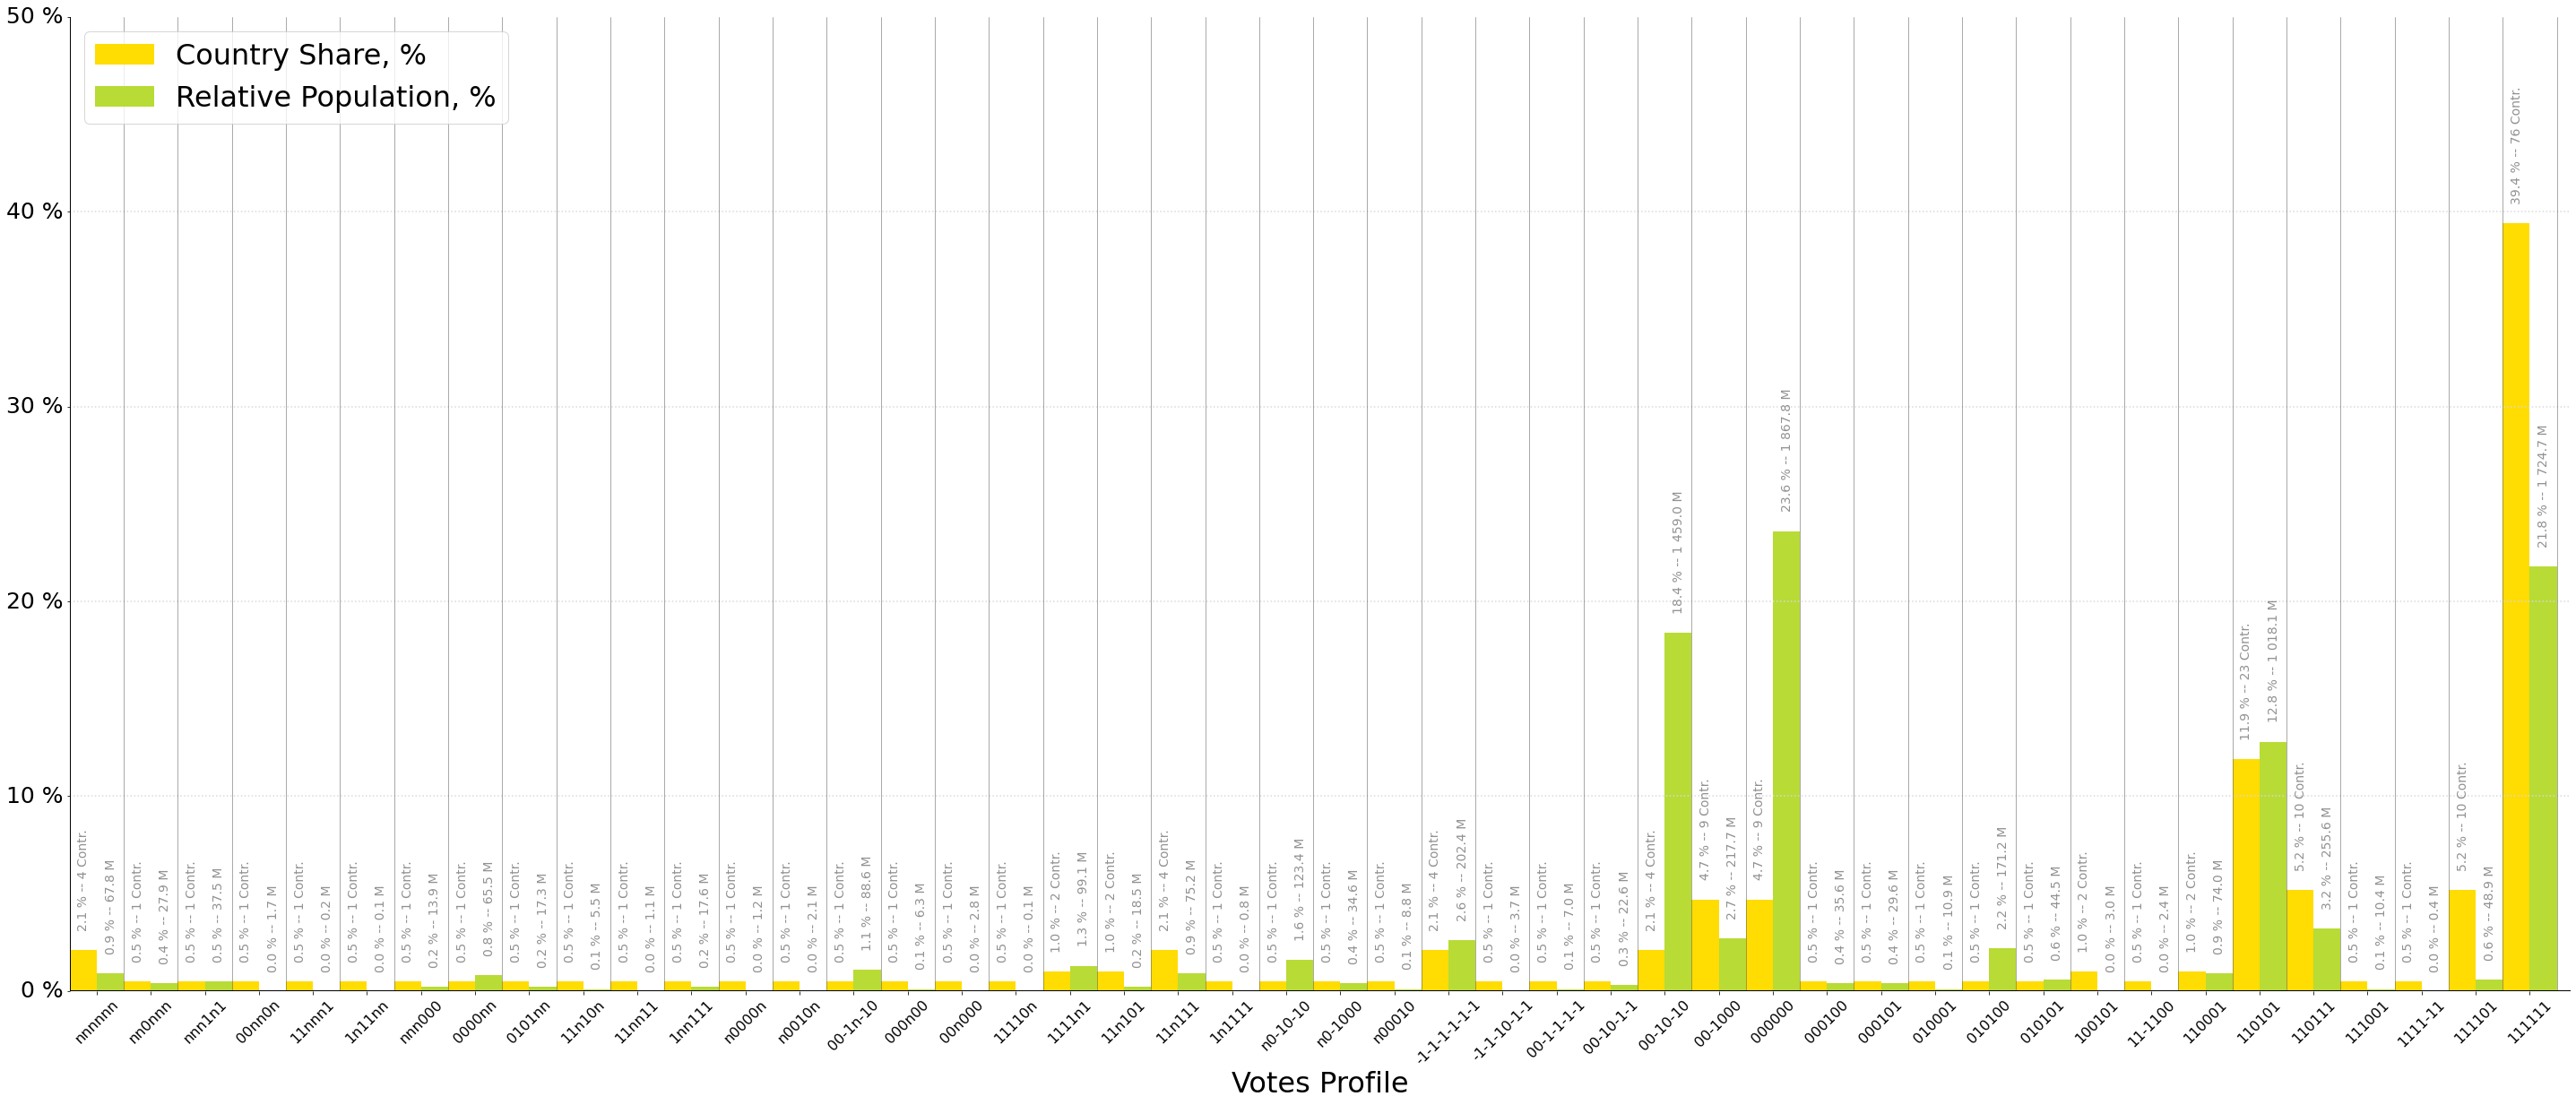 50 %
40 %
30 %
20 %
10 %
0 %
Country Share, %
Relative Population, %
2.1 % -- 4 Contr.
0.9 % -- 67.8 M
0.5 % -- 1 Contr.
0.4 % -- 27.9 M
0.5 % -- 1 Contr.
0.5 % -- 37.5 M
0.5 % -- 1 Contr.
0.0 % -- 1.7 M
0.5 % -- 1 Contr.
0.0 % -- 0.2 M
0.5 % -- 1 Contr.
0.0 % -- 0.1 M
0.5 % -- 1 Contr.
0.2 % -- 13.9 M
0.5 % -- 1 Contr.
0.8 % -- 65.5 M
0.5 % -- 1 Contr.
0.2 % -- 17.3 M
0.5 % -- 1 Contr.
0.1 % -- 5.5 M
0.5 % -- 1 Contr.
0.0 % -- 1.1 M
0.5 % -- 1 Contr.
0.2 % -- 17.6 M
0.5 % -- 1 Contr.
0.0 % -- 1.2 M
0.5 % -- 1 Contr.
0.0 % -- 2.1 M
0.5 % -- 1 Contr.
1.1 % -- 88.6 M
0.5 % -- 1 Contr.
0.1 % -- 6.3 M
0.5 % -- 1 Contr.
0.0 % -- 2.8 M
0.5 % -- 1 Contr.
0.0 % -- 0.1 M
1.0 % -- 2 Contr.
1.3 % -- 99.1 M
1.0 % -- 2 Contr.
0.2 % -- 18.5 M
2.1 % -- 4 Contr.
0.9 % -- 75.2 M
0.5 % -- 1 Contr.
0.0 % -- 0.8 M
0.5 % -- 1 Contr.
1.6 % -- 123.4 M
0.5 % -- 1 Contr.
0.4 % -- 34.6 M
0.5 % -- 1 Contr.
0.1 % -- 8.8 M
2.1 % -- 4 Contr.
2.6 % -- 202.4 M
0.5 % -- 1 Contr.
0.0 % -- 3.7 M
0.5 % -- 1 Contr.
0.1 % -- 7.0 M
0.5 % -- 1 Contr.
0.3 % -- 22.6 M
2.1 % -- 4 Contr.
18.4 % -- 1 459.0 M
4.7 % -- 9 Contr.
2.7 % -- 217.7 M
4.7 % -- 9 Contr.
23.6 % -- 1 867.8 M
0.5 % -- 1 Contr.
0.4 % -- 35.6 M
0.5 % -- 1 Contr.
0.4 % -- 29.6 M
0.5 % -- 1 Contr.
0.1 % -- 10.9 M
0.5 % -- 1 Contr.
2.2 % -- 171.2 M
0.5 % -- 1 Contr.
0.6 % -- 44.5 M
1.0 % -- 2 Contr.
0.0 % -- 3.0 M
0.5 % -- 1 Contr.
0.0 % -- 2.4 M
1.0 % -- 2 Contr.
0.9 % -- 74.0 M
11.9 % -- 23 Contr.
12.8 % -- 1 018.1 M
5.2 % -- 10 Contr.
3.2 % -- 255.6 M
0.5 % -- 1 Contr.
0.1 % -- 10.4 M
0.5 % -- 1 Contr.
0.0 % -- 0.4 M
5.2 % -- 10 Contr.
0.6 % -- 48.9 M
39.4 % -- 76 Contr.
21.8 % -- 1 724.7 M
nnnnnn
nn0nnn
nnn1n1
00nn0n
11nnn1
1n11nn
nnn000
0000nn
0101nn
11n10n
11nn11
1nn111
n0000n
n0010n
00-1n-10
000n00
00n000
11110n
1111n1
11n101
11n111
1n1111
n0-10-10
n0-1000
n00010
-1-1-1-1-1-1
-1-1-10-1-1
00-1-1-1-1
00-10-1-1
00-10-10
00-1000
000000
000100
000101
010001
010100
010101
100101
11-1100
110001
110101
110111
111001
1111-11
111101
111111
Votes Profile